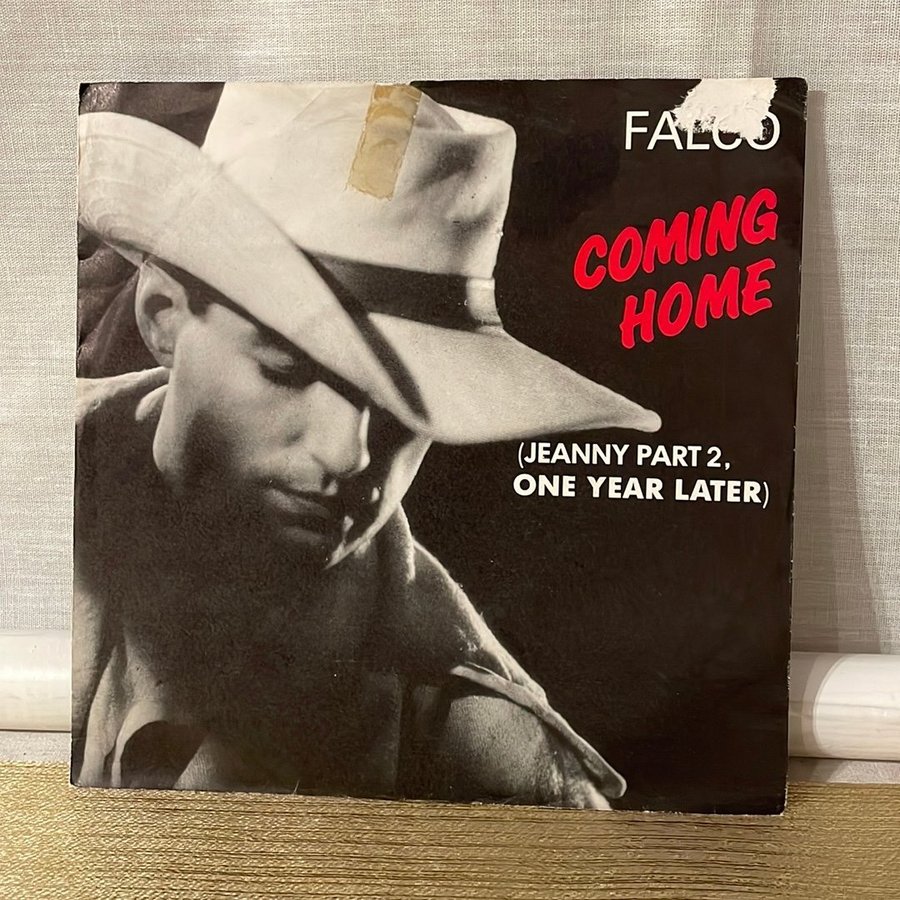 FALCO
COMING
HOME
(JEANNY PART 2,
ONE YEAR LATER)